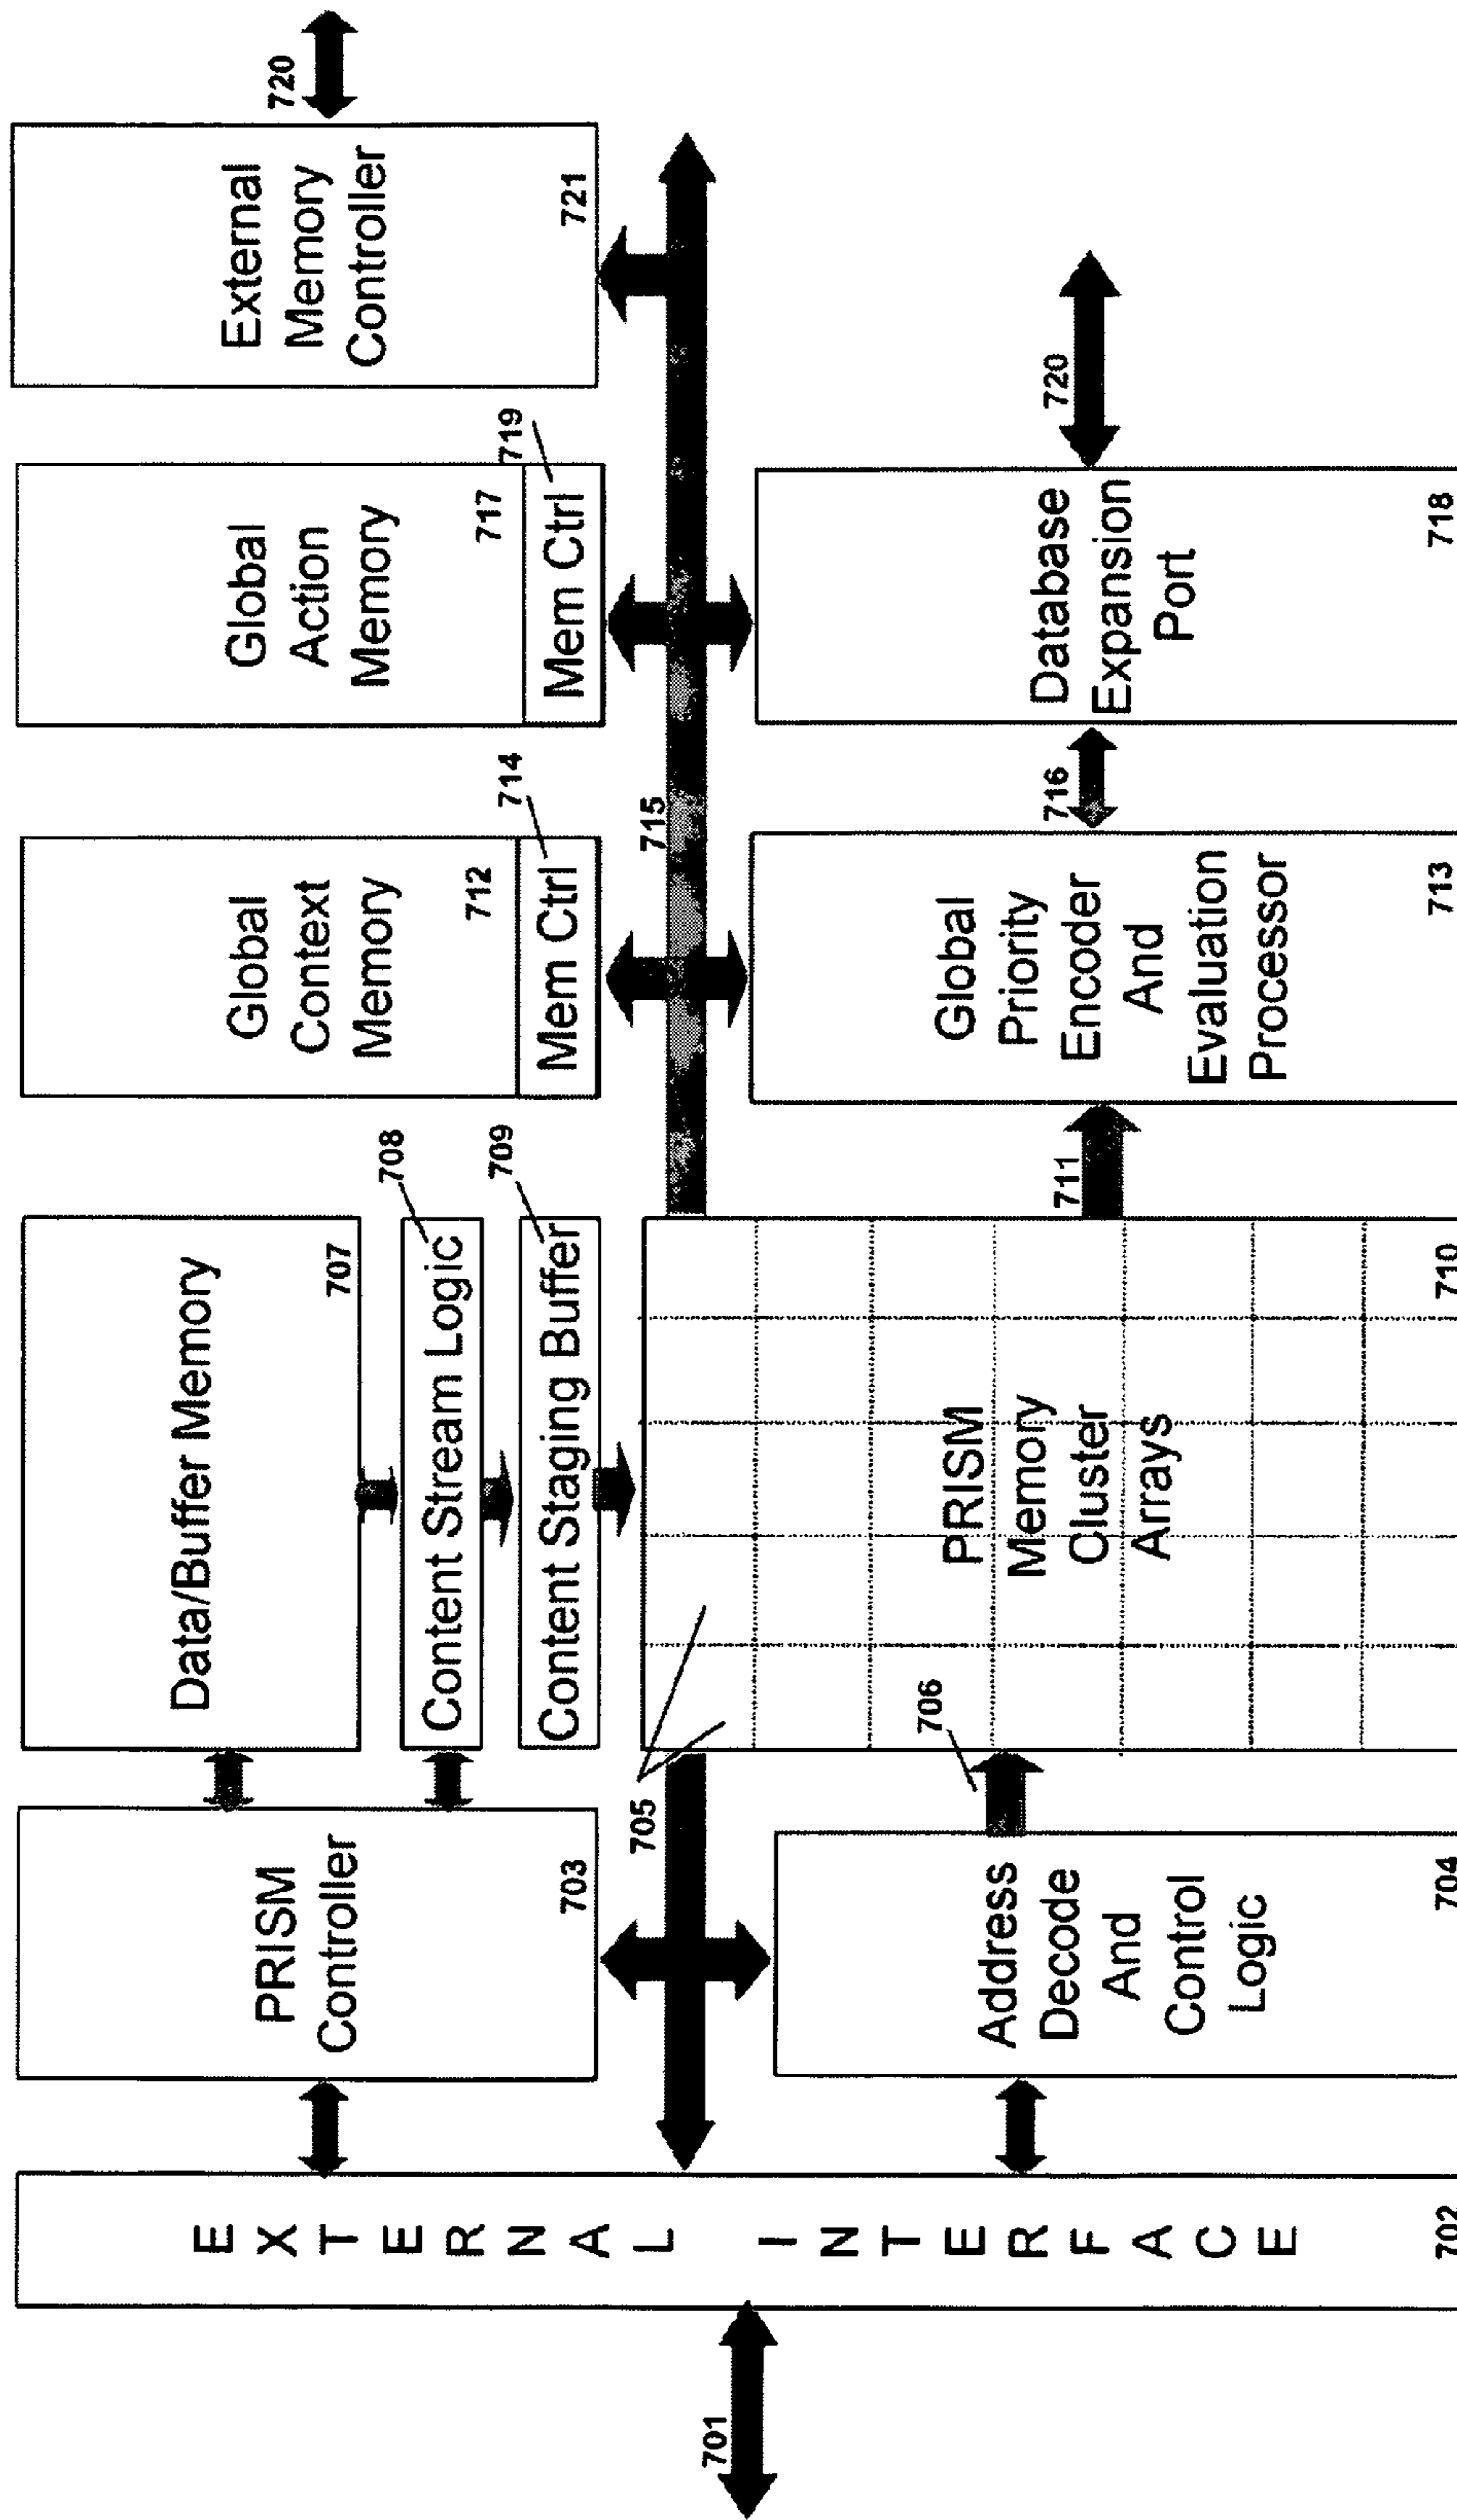 701
EXTERNAL INTERFACE
702
PRISM
Controller
703
705
Address
Decode
And
Control
Logic
704
706
Data/Buffer Memory
707
Content Stream Logic
708
Content Staging Buffer
709
PRISM
Memory
Cluster
Arrays
710
711
Global
Context
Memory
712
Mem Ctrl
714
715
Global
Priority
Encoder
And
Evaluation
Processor
713
716
Global
Action
Memory
717
Mem Ctrl
719
Database
Expansion
Port
718
720
External
Memory
Controller
721
720